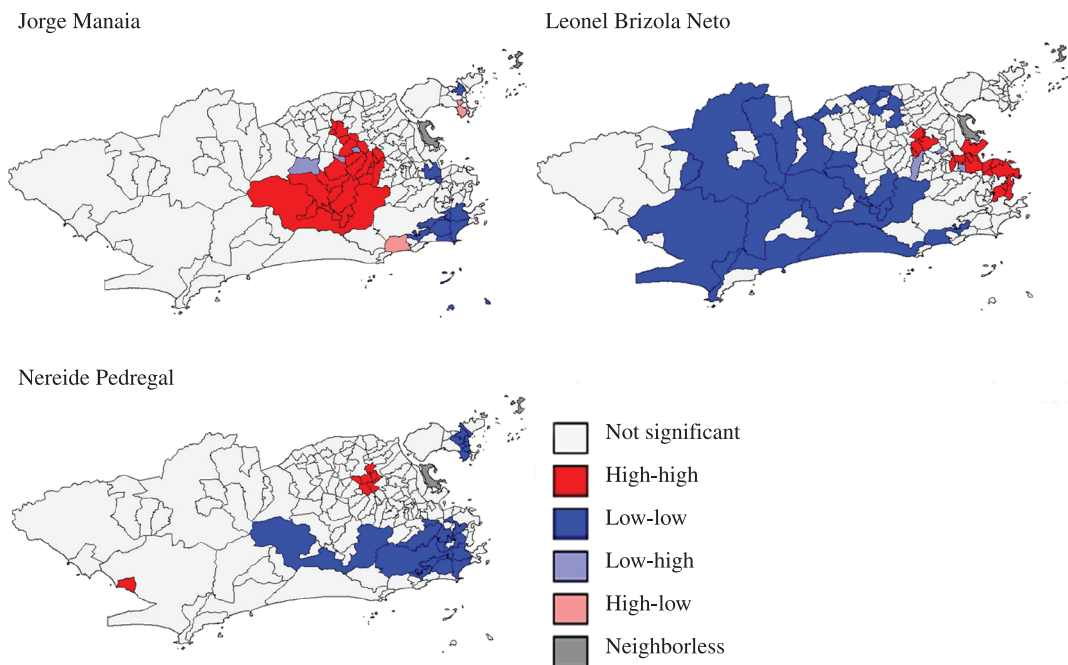 Jorge Manaia
Leonel Brizola Neto
Nereide Pedregal
Not significant
High-high
Low-low
Low-high
High-low
Neighborless